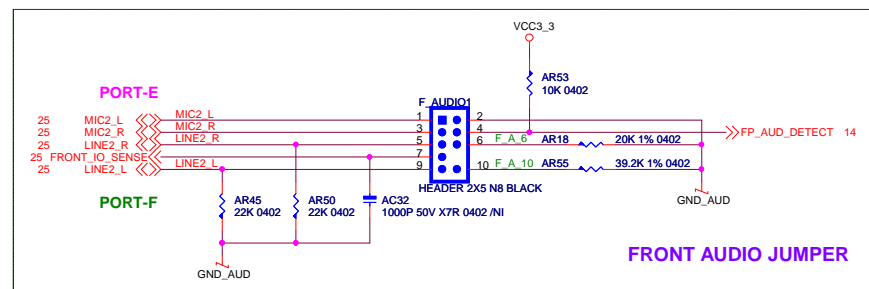 VCC3_3
AR53
10K 0402
PORT-E
F_AUDIO1
25 MIC2_L MIC2_L 1 2
25 MIC2_R MIC2_R 3 4 FP_AUD_DETECT 14
25 LINE2_R LINE2_R 5 6 F_A_6 AR18 20K 1% 0402
25 FRONT_IO_SENSE 7
25 LINE2_L LINE2_L 9 10 F_A_10 AR55 39.2K 1% 0402
HEADER 2X5 N8 BLACK
PORT-F
AR45
22K 0402
AR50
22K 0402
AC32
1000P 50V X7R 0402 /NI
GND_AUD
FRONT AUDIO JUMPER
GND_AUD